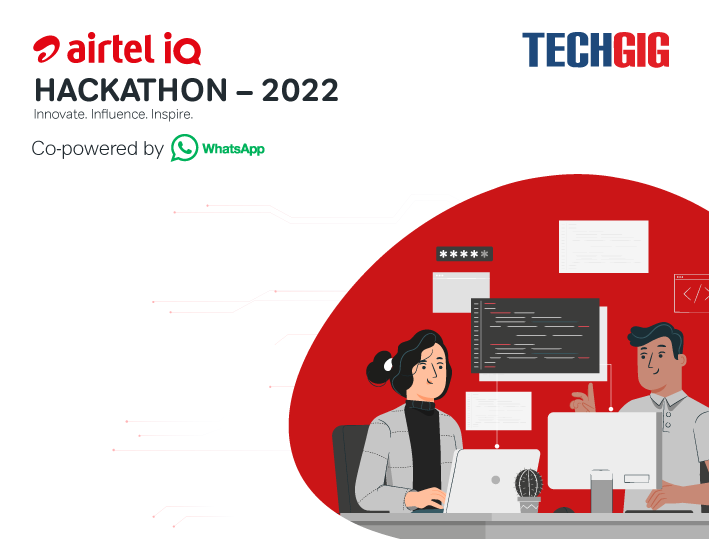 airtel iQ
TECHGIG
HACKATHON – 2022
Innovate. Influence. Inspire.
Co-powered by WhatsApp
*****
</>